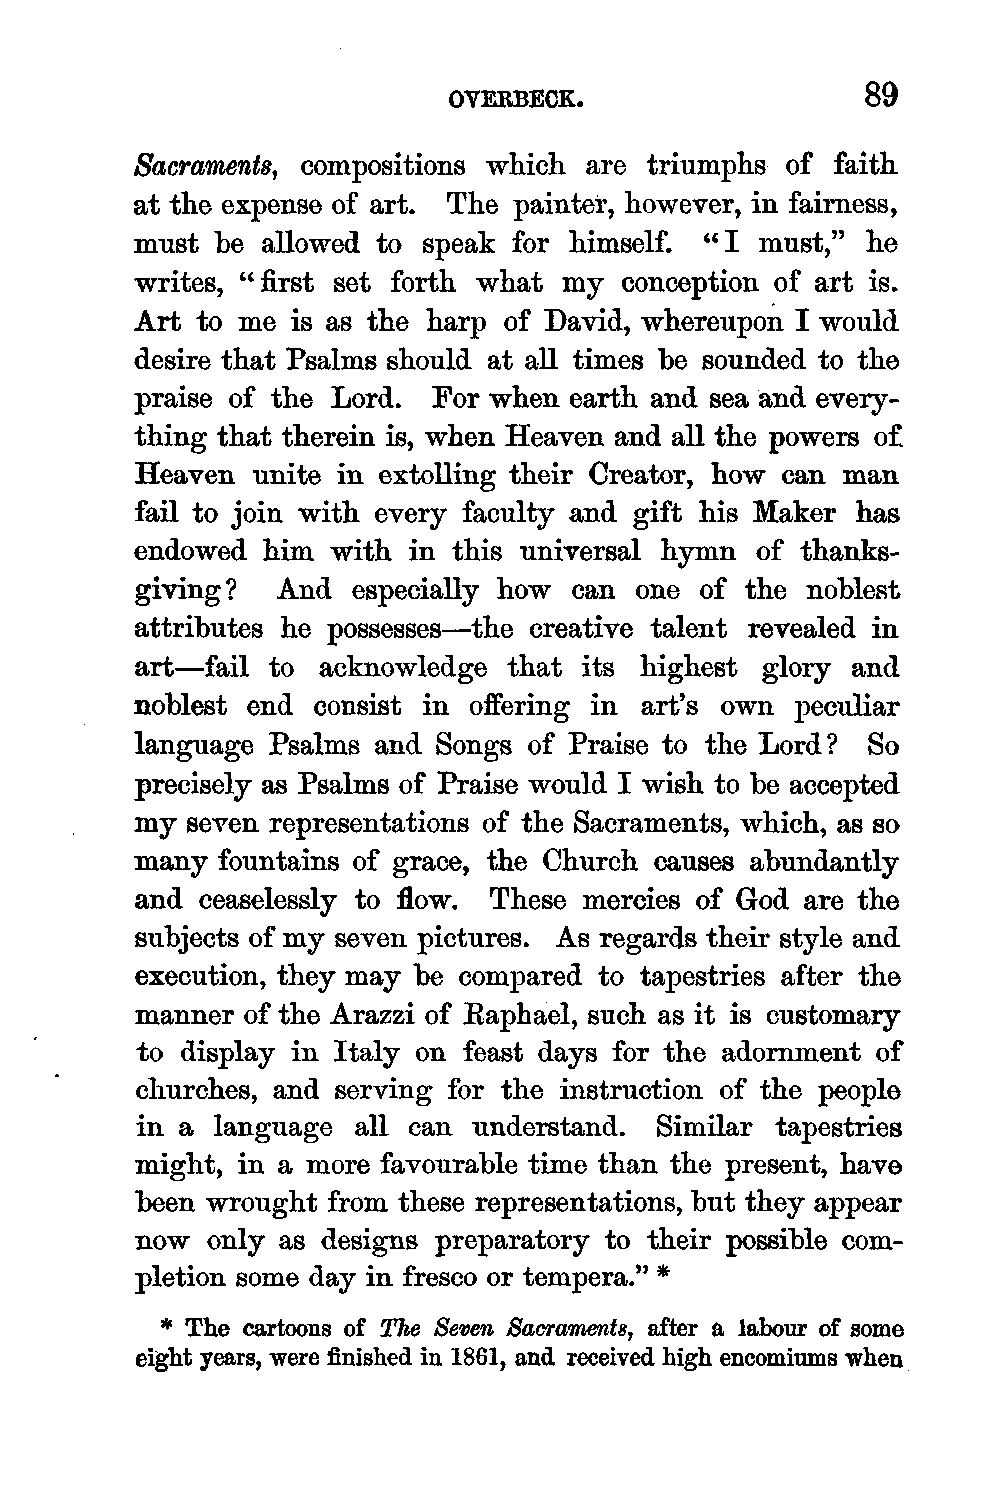 OVERBECK. 89
Sacraments, compositions which are triumphs of faith
at the expense of art. The painter, however, in fairness,
must be allowed to speak for himself. “I must,” he
writes, “first set forth what my conception of art is.
Art to me is as the harp of David, whereupon I would
desire that Psalms should at all times be sounded to the
praise of the Lord. For when earth and sea and every-
thing that therein is, when Heaven and all the powers of
Heaven unite in extolling their Creator, how can man
fail to join with every faculty and gift his Maker has
endowed him with in this universal hymn of thanks-
giving? And especially how can one of the noblest
attributes he possesses—the creative talent revealed in
art—fail to acknowledge that its highest glory and
noblest end consist in offering in art’s own peculiar
language Psalms and Songs of Praise to the Lord? So
precisely as Psalms of Praise would I wish to be accepted
my seven representations of the Sacraments, which, as so
many fountains of grace, the Church causes abundantly
and ceaselessly to flow. These mercies of God are the
subjects of my seven pictures. As regards their style and
execution, they may be compared to tapestries after the
manner of the Arazzi of Raphael, such as it is customary
to display in Italy on feast days for the adornment of
churches, and serving for the instruction of the people
in a language all can understand. Similar tapestries
might, in a more favourable time than the present, have
been wrought from these representations, but they appear
now only as designs preparatory to their possible com-
pletion some day in fresco or tempera.” *
* The cartoons of The Seven Sacraments, after a labour of some
eight years, were finished in 1861, and received high encomiums when